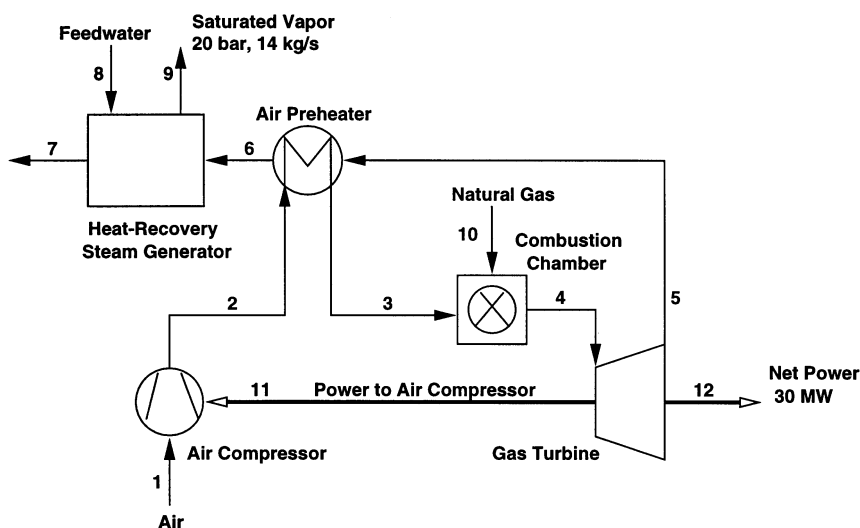 Saturated Vapor
20 bar, 14 kg/s
Feedwater
8
9
Air Preheater
7
6
Natural Gas
10
Heat-Recovery
Steam Generator
Combustion
Chamber
2
3
4
5
11
Power to Air Compressor
12
Net Power
30 MW
Air Compressor
Gas Turbine
1
Air